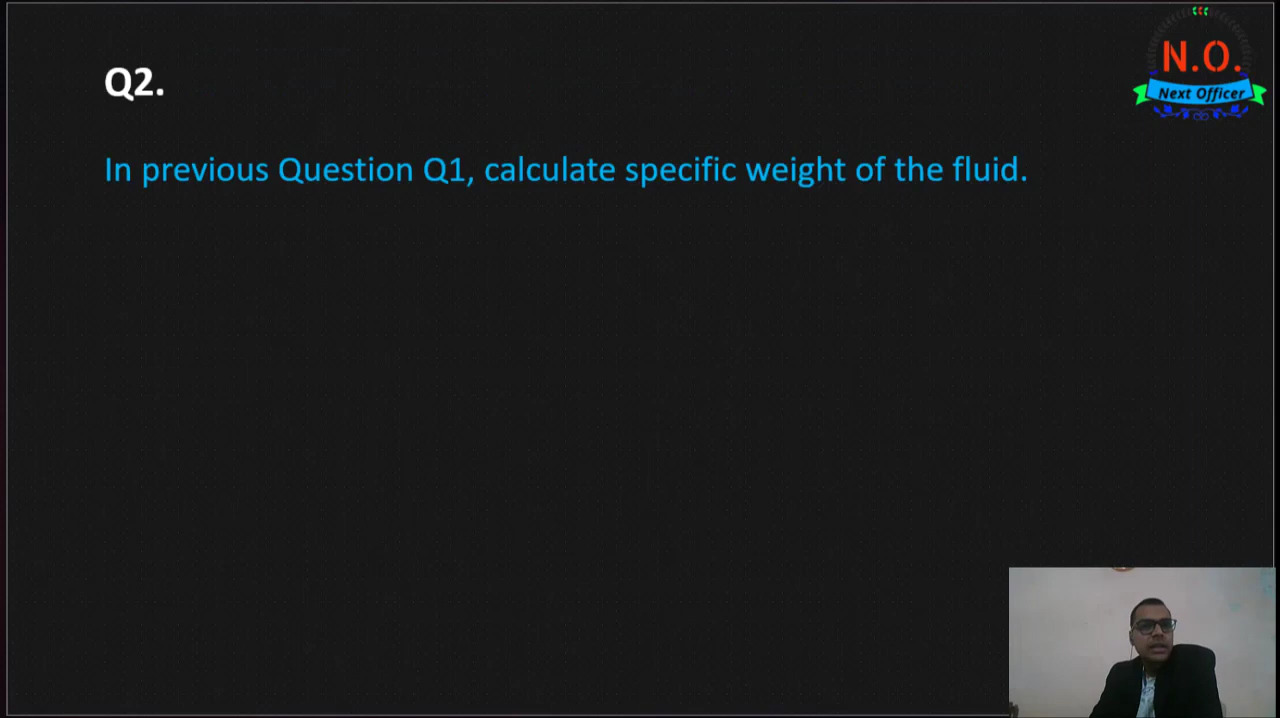 N.O.
Next Officer
Q2.
In previous Question Q1, calculate specific weight of the fluid.